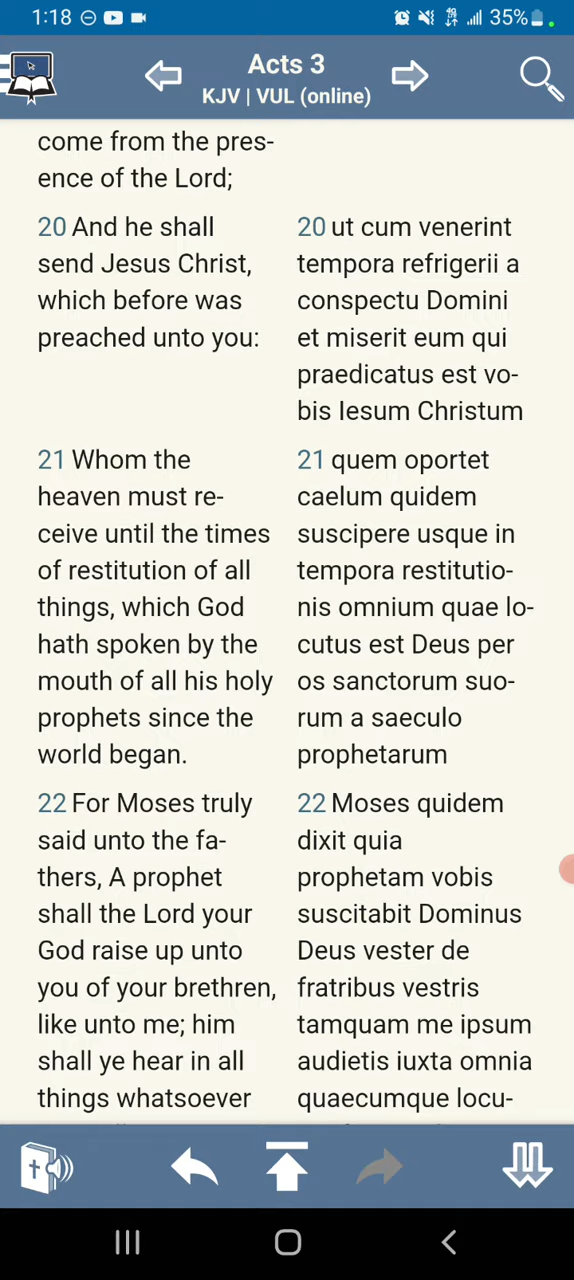 1:18
35%
Acts 3
KJV | VUL (online)
come from the pres-
ence of the Lord;
20 And he shall
send Jesus Christ,
which before was
preached unto you:
20 ut cum venerint
tempora refrigerii a
conspectu Domini
et miserit eum qui
praedicatus est vo-
bis Iesum Christum
21 Whom the
heaven must re-
ceive until the times
of restitution of all
things, which God
hath spoken by the
mouth of all his holy
prophets since the
world began.
21 quem oportet
caelum quidem
suscipere usque in
tempora restitutio-
nis omnium quae lo-
cutus est Deus per
os sanctorum suo-
rum a saeculo
prophetarum
22 For Moses truly
said unto the fa-
thers, A prophet
shall the Lord your
God raise up unto
you of your brethren,
like unto me; him
shall ye hear in all
things whatsoever
22 Moses quidem
dixit quia
prophetam vobis
suscitabit Dominus
Deus vester de
fratribus vestris
tamquam me ipsum
audietis iuxta omnia
quaecumque locu-